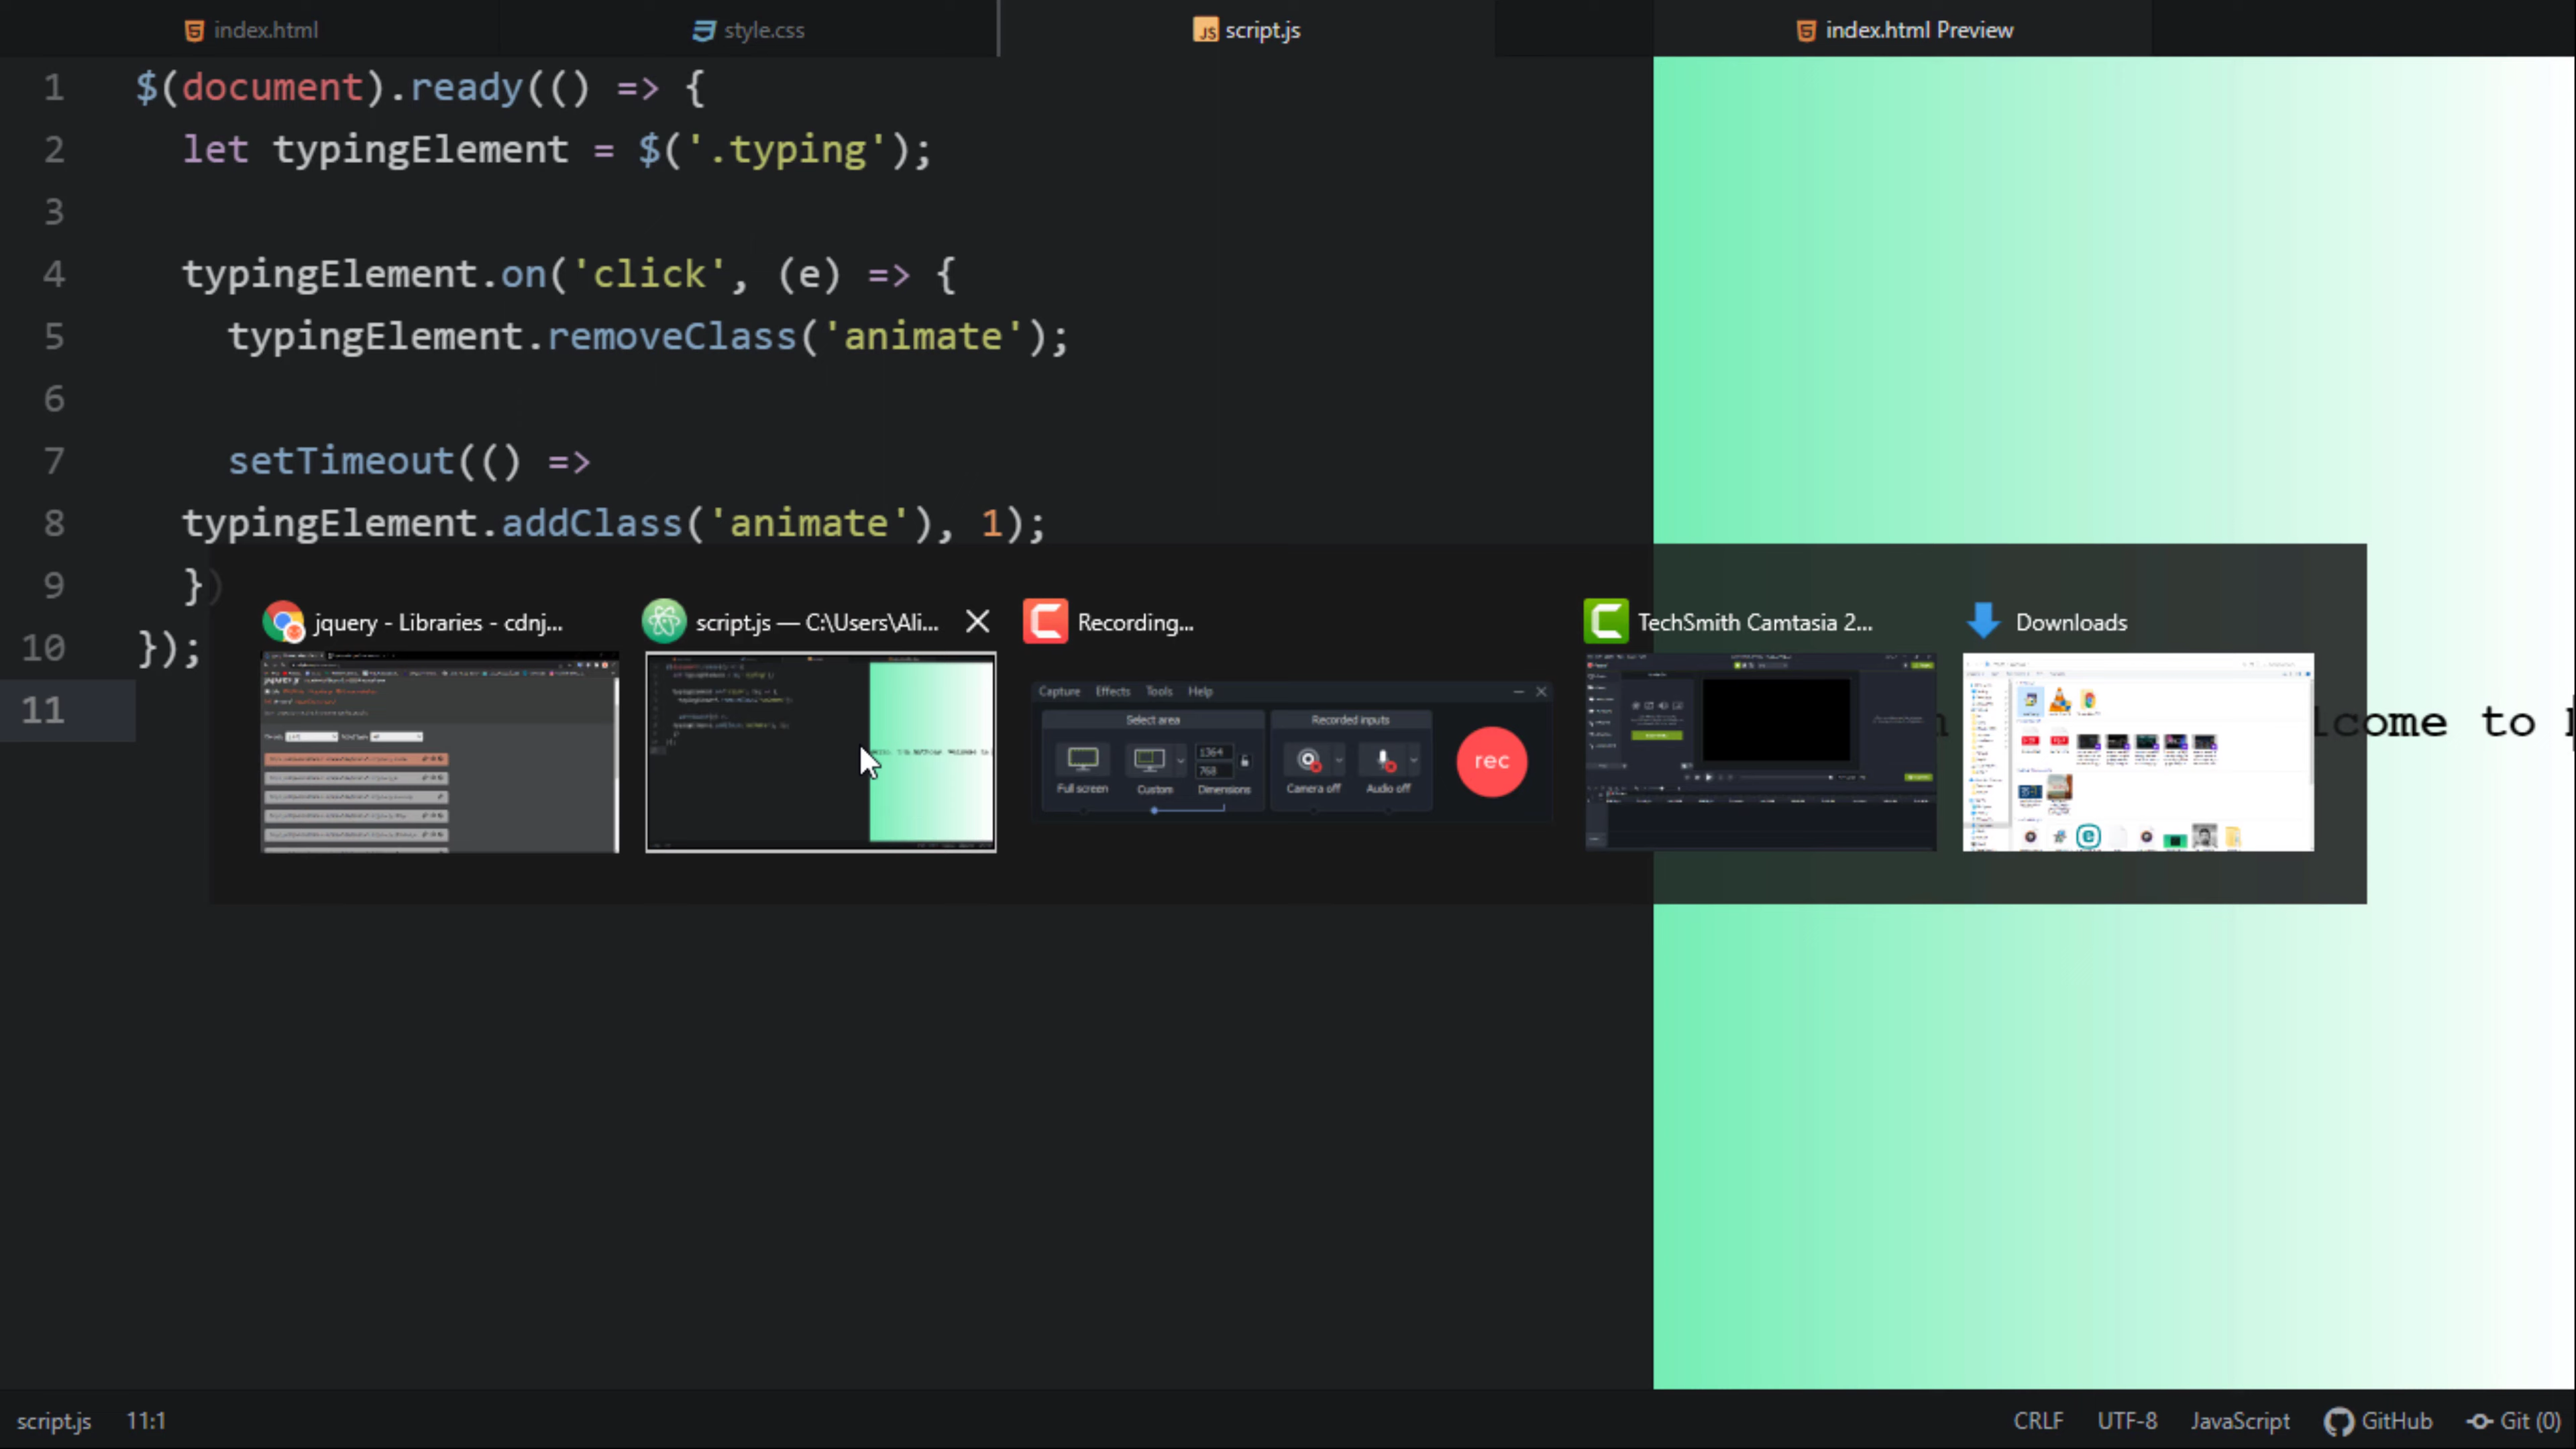 index.html
style.css
script.js
index.html Preview
1 $(document).ready(() => {
2 let typingElement = $('.typing');
3
4 typingElement.on('click', (e) => {
5 typingElement.removeClass('animate');
6
7 setTimeout(() =>
8 typingElement.addClass('animate'), 1);
9 })
10 });
11
lcome to
jquery - Libraries - cdnj...
script.js — C:\Users\Ali...
Recording...
TechSmith Camtasia 2...
Downloads
Capture Effects Tools Help
Select area
Recorded inputs
1364
768
Full screen
Custom
Dimensions
Camera off
Audio off
rec
script.js 11:1
CRLF UTF-8 JavaScript GitHub Git (0)